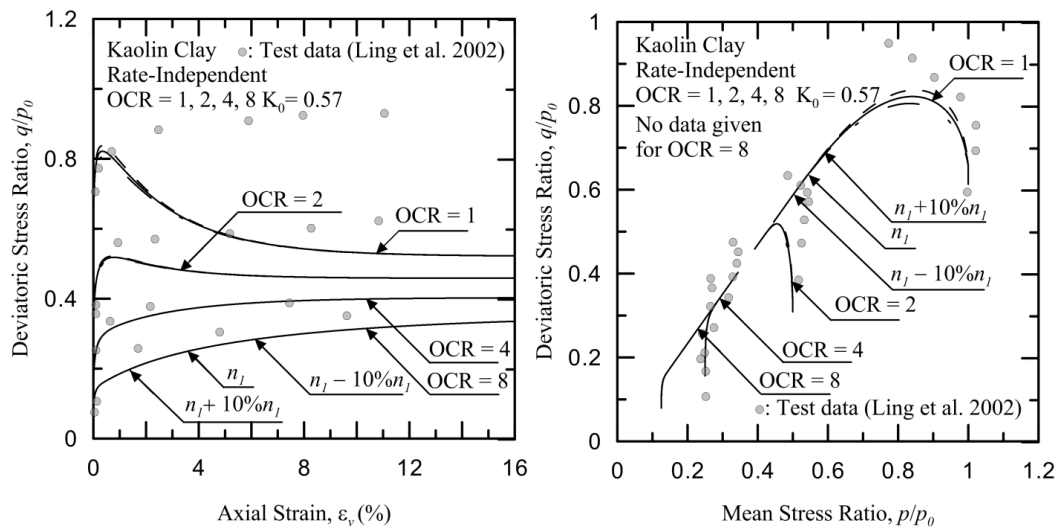 Kaolin Clay : Test data (Ling et al. 2002)
Rate-Independent
OCR = 1, 2, 4, 8 K0 = 0.57
OCR = 2
OCR = 1
n1
n1 − 10%n1
n1+ 10%n1
OCR = 4
OCR = 8
1.2
0.8
0.4
0
0 4 8 12 16
Deviatoric Stress Ratio, q/p0
Axial Strain, εv (%)
Kaolin Clay
Rate-Independent
OCR = 1, 2, 4, 8 K0 = 0.57
No data given
for OCR = 8
OCR = 1
n1+10%n1
n1
n1 − 10%n1
OCR = 2
OCR = 4
OCR = 8
: Test data (Ling et al. 2002)
1
0.8
0.6
0.4
0.2
0
0 0.2 0.4 0.6 0.8 1 1.2
Deviatoric Stress Ratio, q/p0
Mean Stress Ratio, p/p0